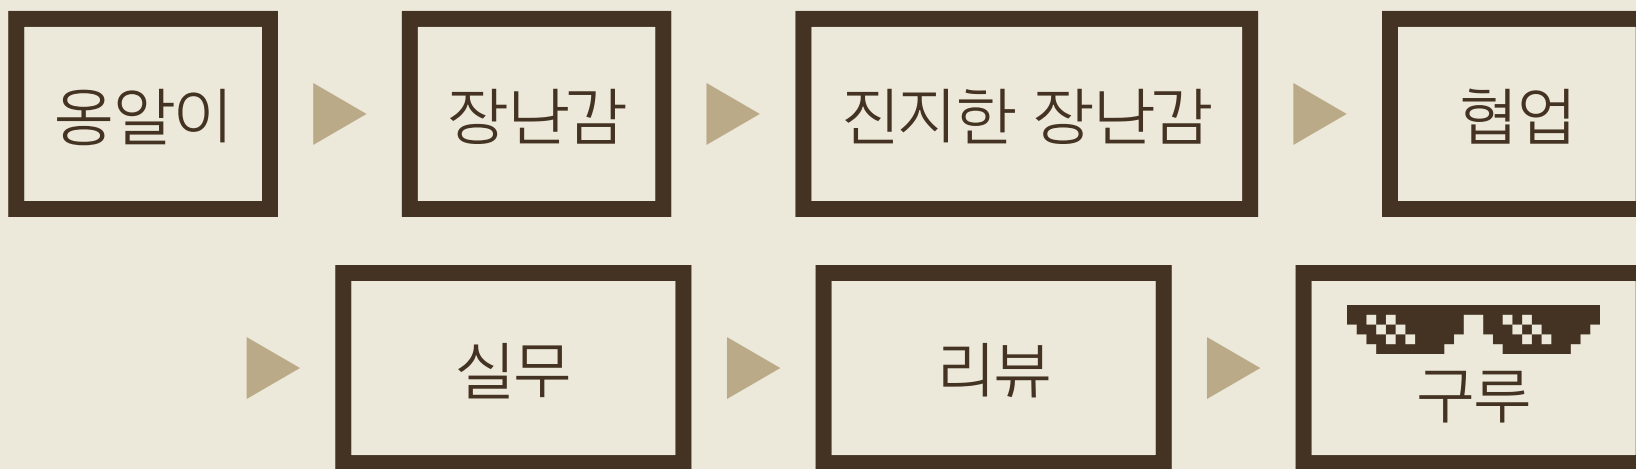 옹알이
장난감
진지한 장난감
협업
실무
리뷰
구루